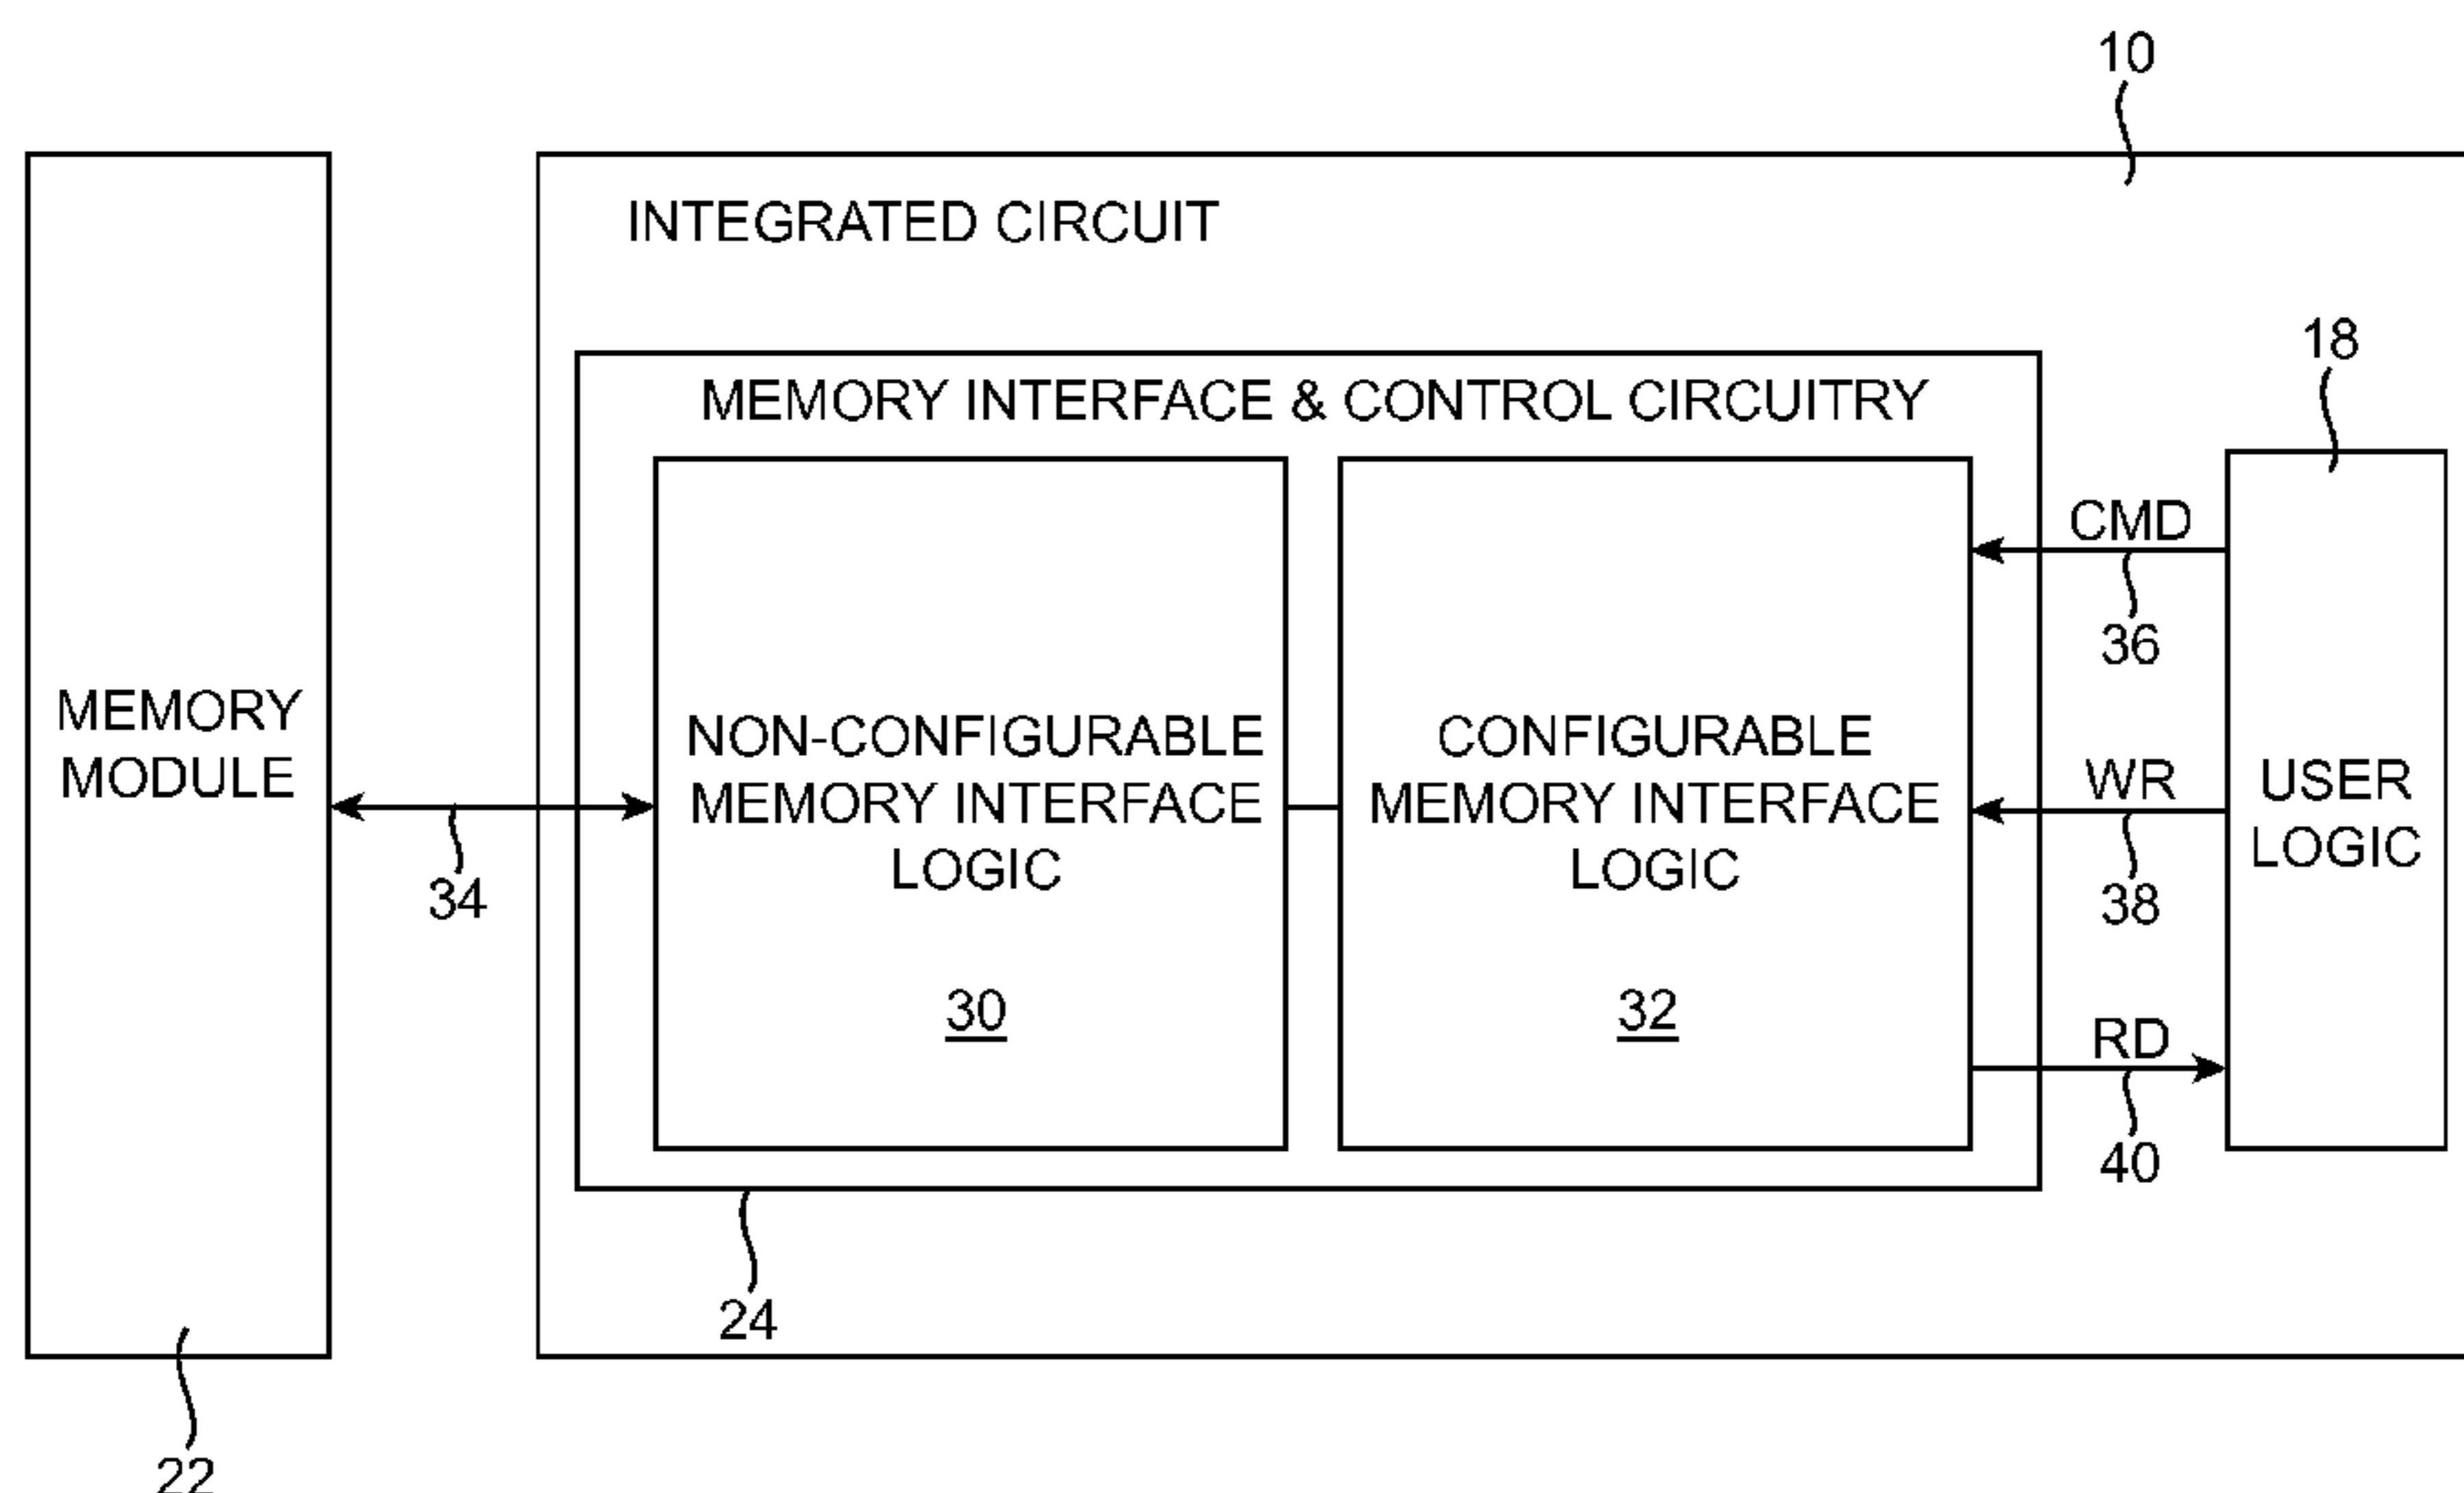 10
INTEGRATED CIRCUIT
18
MEMORY INTERFACE & CONTROL CIRCUITRY
CMD
36
MEMORY
MODULE
NON-CONFIGURABLE
MEMORY INTERFACE
LOGIC
30
CONFIGURABLE
MEMORY INTERFACE
LOGIC
32
WR
38
USER
LOGIC
34
RD
40
24
22